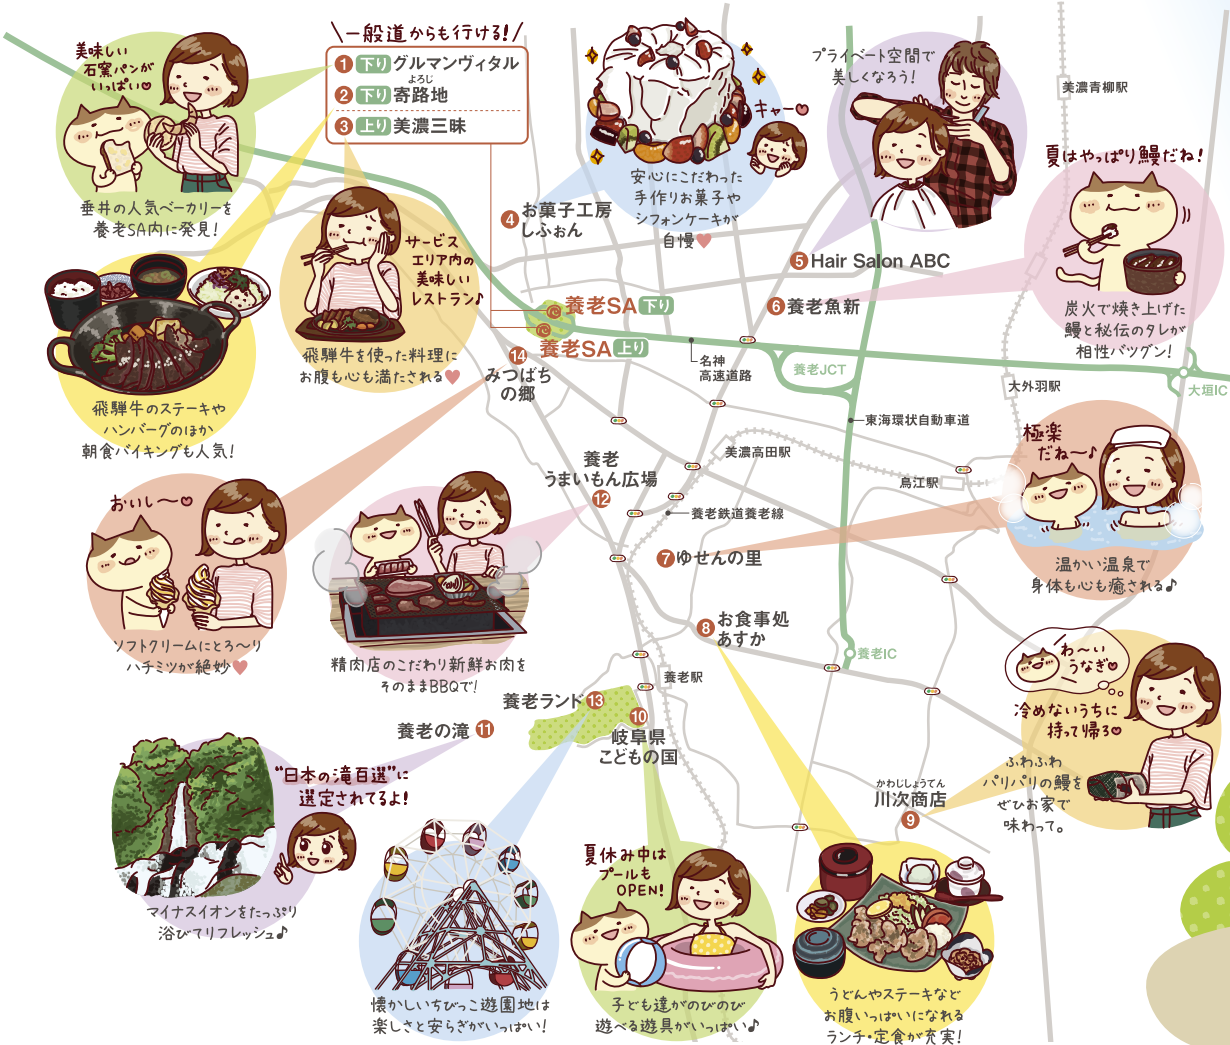 美味しい
石窯パンが
いっぱい
垂井の人気ベーカリーを
養老SA内に発見!
\一般道からも行ける!/
1 下り グルマンヴィタル
よろじ
2 下り 寄路地
3 上り 美濃三昧
サービス
エリア内の
美味しい
レストラン♪
飛騨牛を使った料理に
お腹も心も満たされる♥
飛騨牛のステーキや
ハンバーグのほか
朝食バイキングも人気!
キャー♥
安心にこだわった
手作りお菓子や
シフォンケーキが
自慢♥
4 お菓子工房
しふぉん
プライベート空間で
美しくなろう!
5 Hair Salon ABC
6 養老魚新
美濃青柳駅
夏はやっぱり鰻だね!
炭火で焼き上げた
鰻と秘伝のタレが
相性バツグン!
養老SA 下り
養老SA 上り
名神
高速道路
養老JCT
大垣IC
大外羽駅
東海環状自動車道
14
みつばち
の郷
美濃高田駅
烏江駅
養老鉄道養老線
養老
うまいもん広場
12
極楽
だね〜♪
温かい温泉で
身体も心も癒される♪
7 ゆせんの里
8 お食事処
あすか
養老IC
養老駅
おいし〜♥
ソフトクリームにとろ〜り
ハチミツが絶妙♥
精肉店のこだわり新鮮お肉を
そのままBBQで!
養老ランド 13
養老の滝 11
10
岐阜県
こどもの国
わ〜い
うなぎ♥
冷めないうちに
持って帰ろ♥
ふわふわ
パリパリの鰻を
ぜひお家で
味わって。
かわじしょうてん
川次商店
9
“日本の滝百選”に
選定されてるよ!
マイナスイオンをたっぷり
浴びてリフレッシュ♪
懐かしいちびっこ遊園地は
楽しさと安らぎがいっぱい!
夏休み中は
プールも
OPEN!
子ども達がのびのび
遊べる遊具がいっぱい♪
うどんやステーキなど
お腹いっぱいになれる
ランチ・定食が充実!